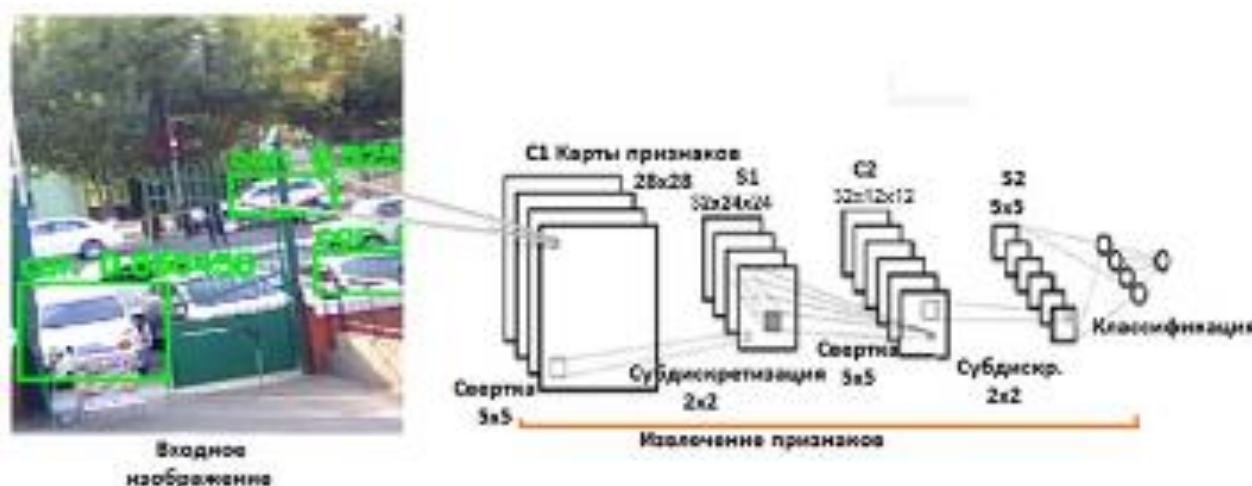 C1 Карты признаков
28x28
S1
32x24x24
C2
32x12x12
S2
5x5
Свертка
5x5
Субдискретизация
2x2
Свертка
5x5
Субдискр.
2x2
Классификация
Извлечение признаков
Входное
изображение